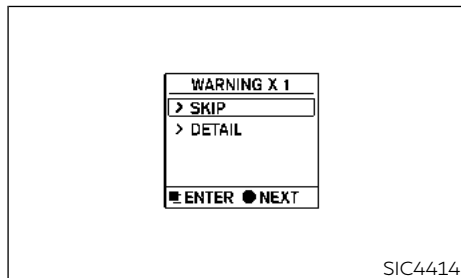 WARNING X 1
> SKIP
> DETAIL
ENTER ● NEXT
SIC4414